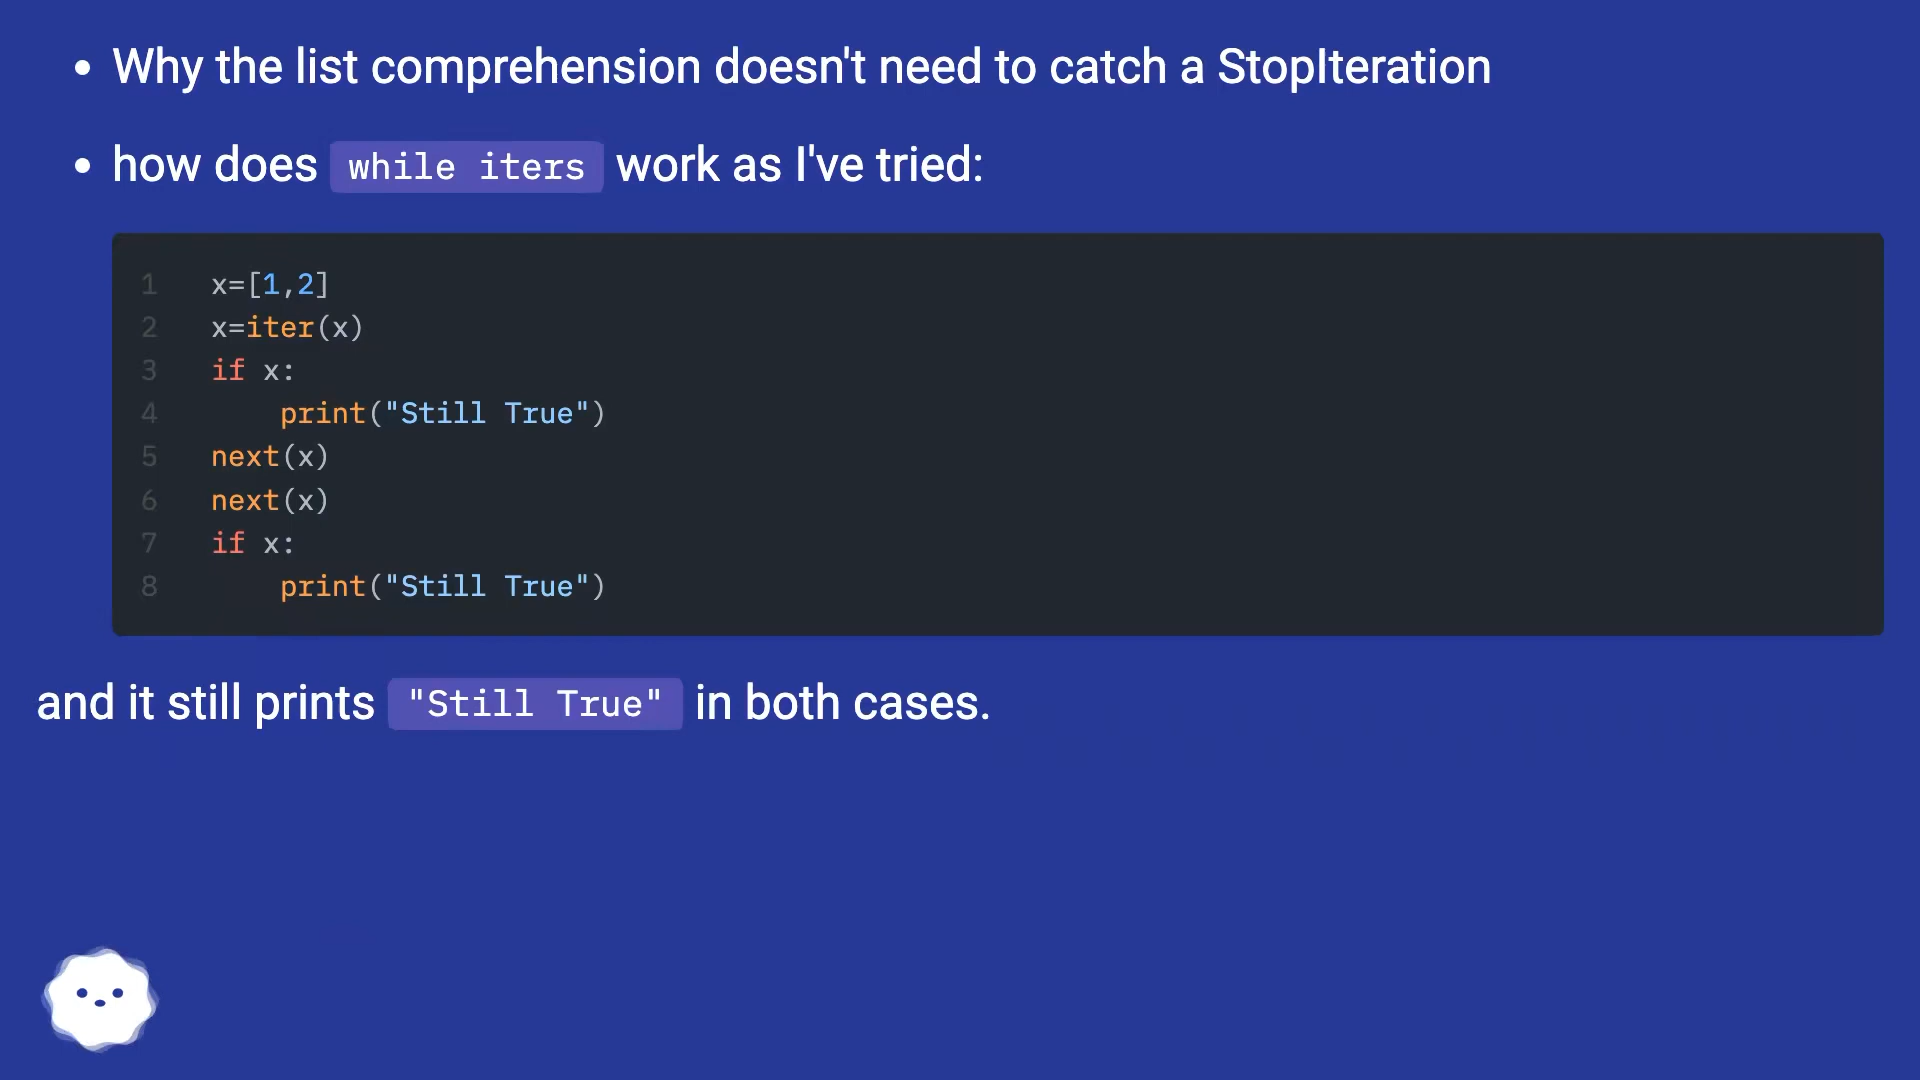 • Why the list comprehension doesn't need to catch a StopIteration
• how does while iters work as I've tried:
1 x=[1,2]
2 x=iter(x)
3 if x:
4     print("Still True")
5 next(x)
6 next(x)
7 if x:
8     print("Still True")
and it still prints "Still True" in both cases.